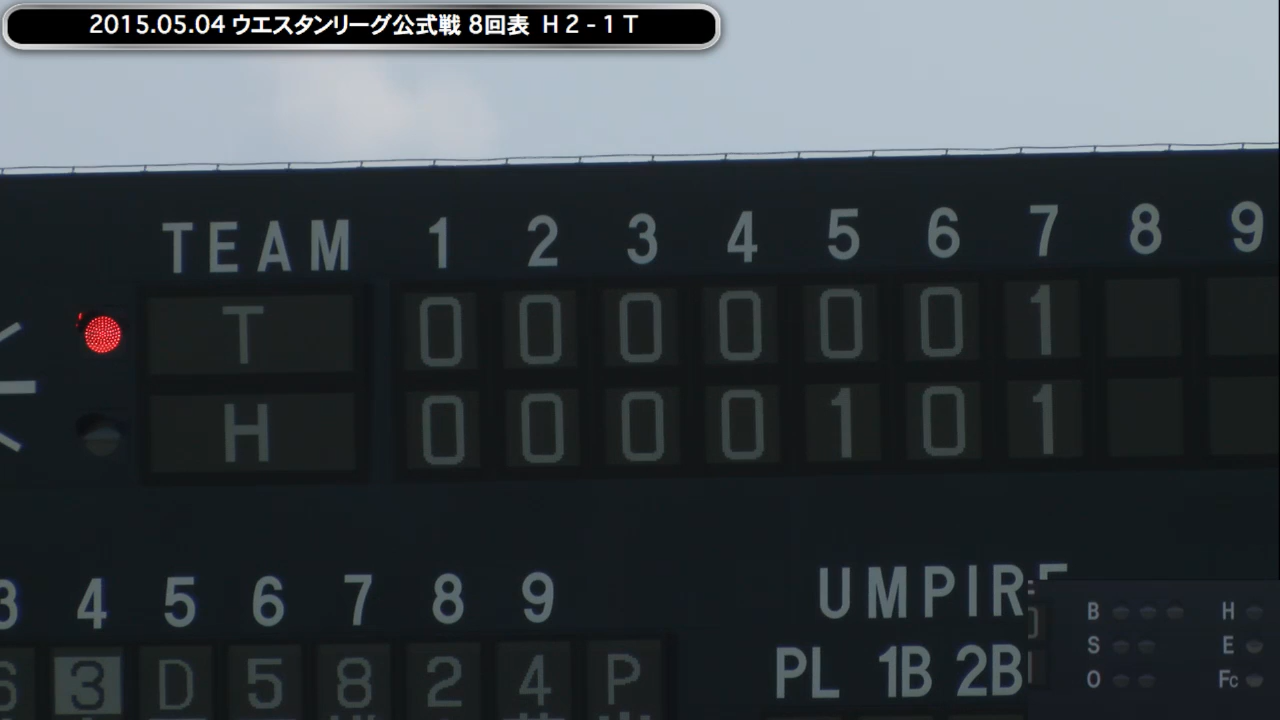 2015.05.04 ウエスタンリーグ公式戦 8回表 H2-1T
TEAM 1 2 3 4 5 6 7 8 9
T 0 0 0 0 0 0 1
H 0 0 0 0 1 0 1
3 4 5 6 7 8 9
UMPIRE
6 3 D 5 8 2 4 P
PL 1B 2B
B H
S E
O Fc